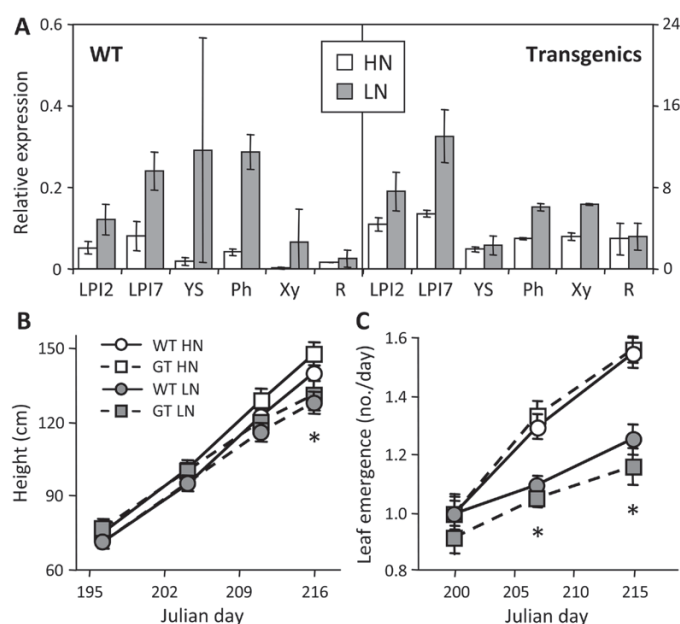 A
WT
HN
LN
Transgenics
Relative expression
0.6
0.4
0.2
0
24
16
8
0
LPI2 LPI7 YS Ph Xy R LPI2 LPI7 YS Ph Xy R
B
WT HN
GT HN
WT LN
GT LN
Height (cm)
150
120
90
60
*
195 202 209 216
Julian day
C
Leaf emergence (no./day)
1.6
1.4
1.2
1.0
0.8
* *
200 205 210 215
Julian day